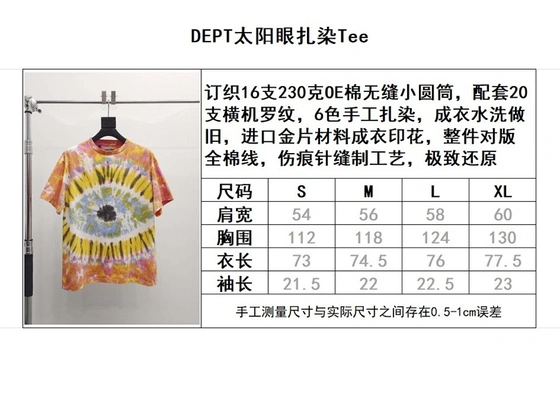 DEPT太阳眼扎染Tee
订织16支230克OE棉无缝小圆筒，配套20
支横机罗纹，6色手工扎染，成衣水洗做
旧，进口金片材料成衣印花，整件对版
全棉线，伤痕针缝制工艺，极致还原
尺码 S M L XL
肩宽 54 56 58 60
胸围 112 118 124 130
衣长 73 74.5 76 77.5
袖长 21.5 22 22.5 23
手工测量尺寸与实际尺寸之间存在0.5-1cm误差